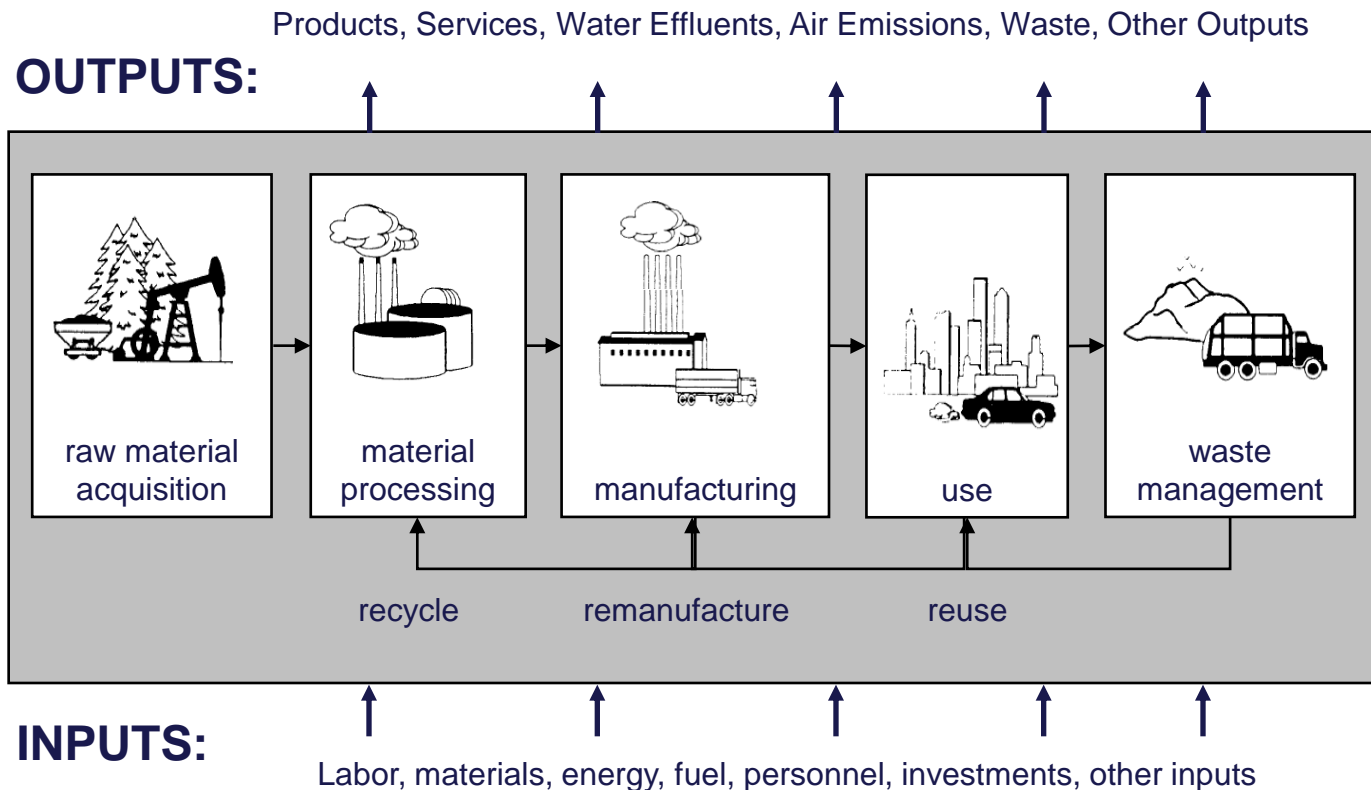 Products, Services, Water Effluents, Air Emissions, Waste, Other Outputs
OUTPUTS:
raw material
acquisition
material
processing
manufacturing
use
waste
management
recycle
remanufacture
reuse
INPUTS:
Labor, materials, energy, fuel, personnel, investments, other inputs